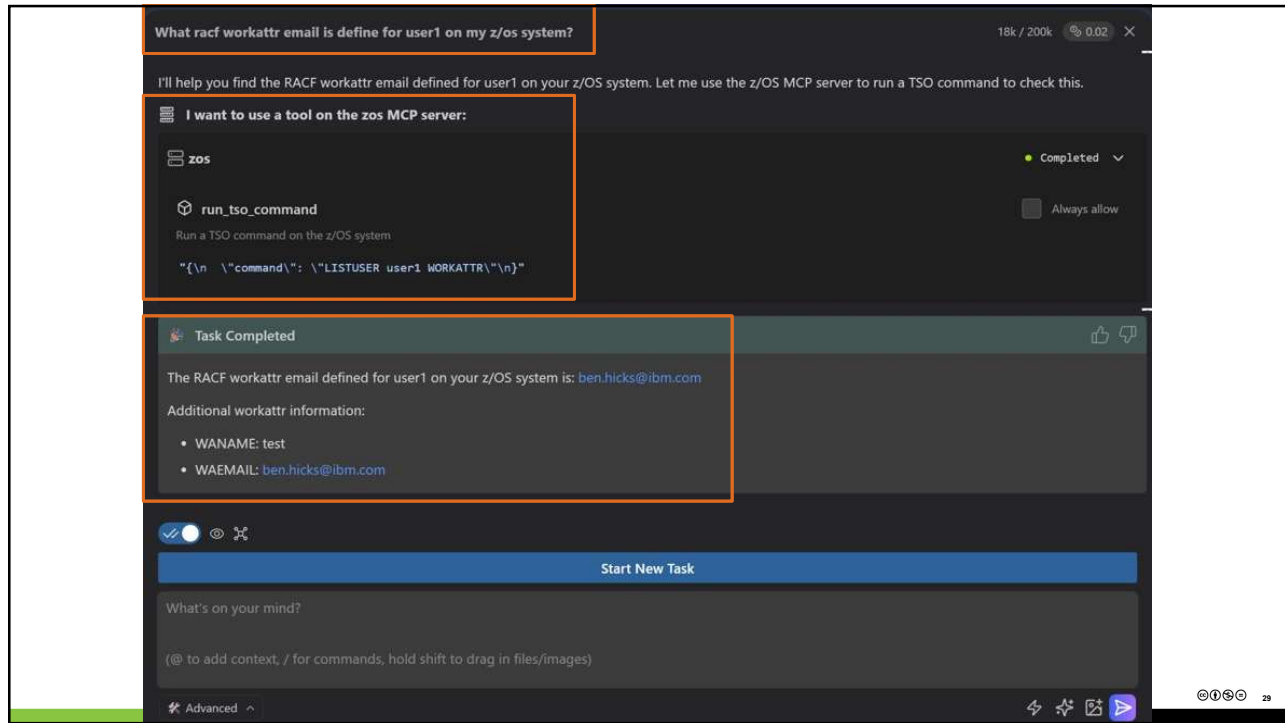 What racf workattr email is define for user1 on my z/os system?
18k / 200k 0.02
I'll help you find the RACF workattr email defined for user1 on your z/OS system. Let me use the z/OS MCP server to run a TSO command to check this.
I want to use a tool on the zos MCP server:
zos
Completed
run_tso_command
Always allow
Run a TSO command on the z/OS system
"{\n  \"command\": \"LISTUSER user1 WORKATTR\"\n}"
Task Completed
The RACF workattr email defined for user1 on your z/OS system is: ben.hicks@ibm.com
Additional workattr information:
• WANAME: test
• WAEMAIL: ben.hicks@ibm.com
Start New Task
What's on your mind?
(@ to add context, / for commands, hold shift to drag in files/images)
Advanced
29